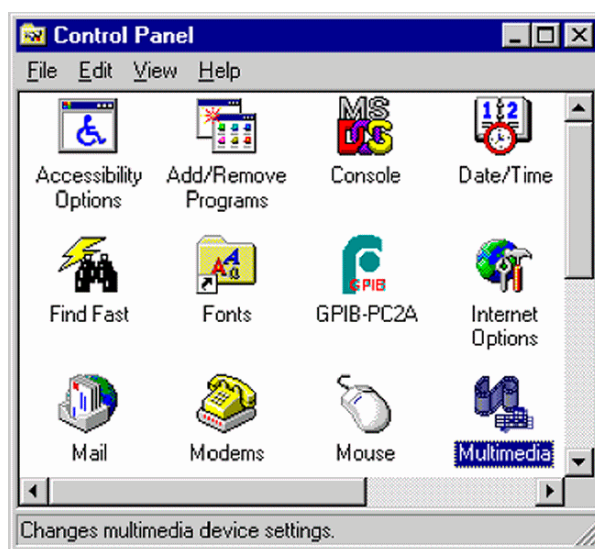 Control Panel
File Edit View Help
MS
DOS
12
Accessibility
Options
Add/Remove
Programs
Console
Date/Time
A A a
GPIB
Find Fast
Fonts
GPIB-PC2A
Internet
Options
Mail
Modems
Mouse
Multimedia
Changes multimedia device settings.